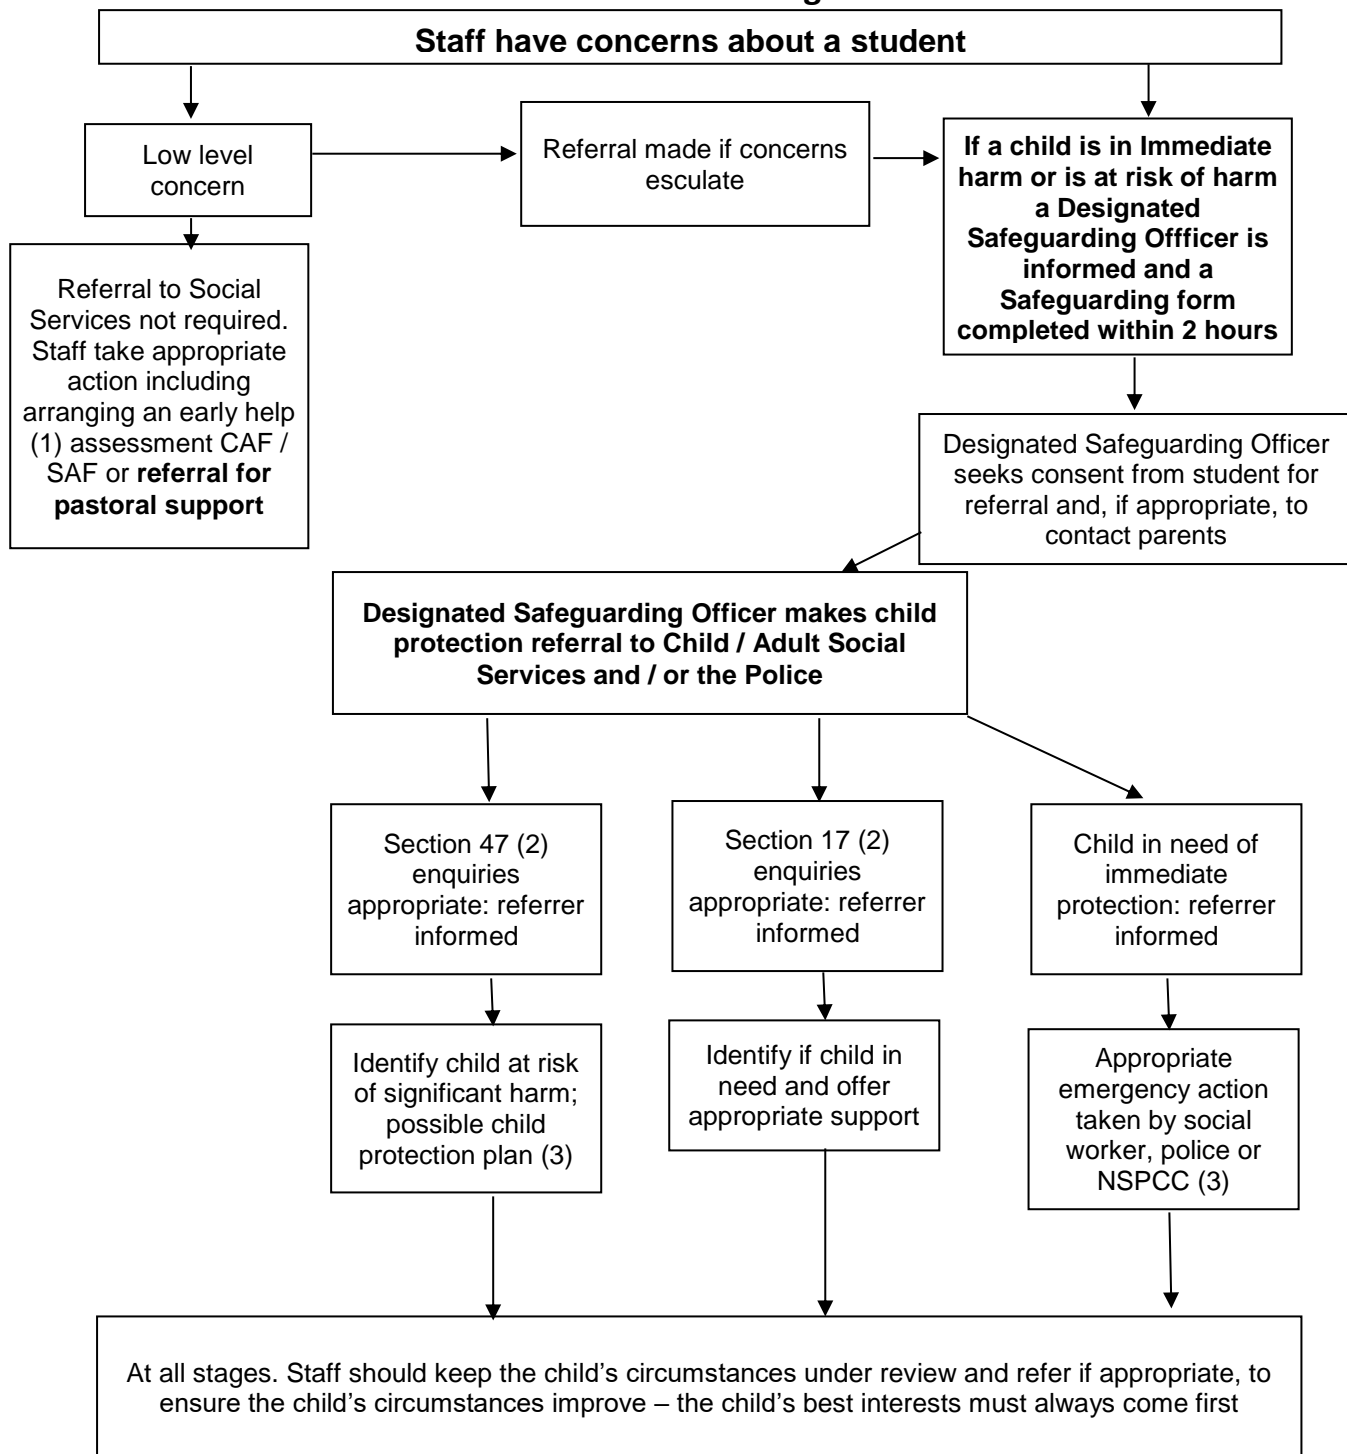 Staff have concerns about a student
Low level
concern
Referral made if concerns
esculate
If a child is in Immediate
harm or is at risk of harm
a Designated
Safeguarding Offficer is
informed and a
Safeguarding form
completed within 2 hours
Referral to Social
Services not required.
Staff take appropriate
action including
arranging an early help
(1) assessment CAF /
SAF or referral for
pastoral support
Designated Safeguarding Officer
seeks consent from student for
referral and, if appropriate, to
contact parents
Designated Safeguarding Officer makes child
protection referral to Child / Adult Social
Services and / or the Police
Section 47 (2)
enquiries
appropriate: referrer
informed
Section 17 (2)
enquiries
appropriate: referrer
informed
Child in need of
immediate
protection: referrer
informed
Identify child at risk
of significant harm;
possible child
protection plan (3)
Identify if child in
need and offer
appropriate support
Appropriate
emergency action
taken by social
worker, police or
NSPCC (3)
At all stages. Staff should keep the child’s circumstances under review and refer if appropriate, to
ensure the child’s circumstances improve – the child’s best interests must always come first